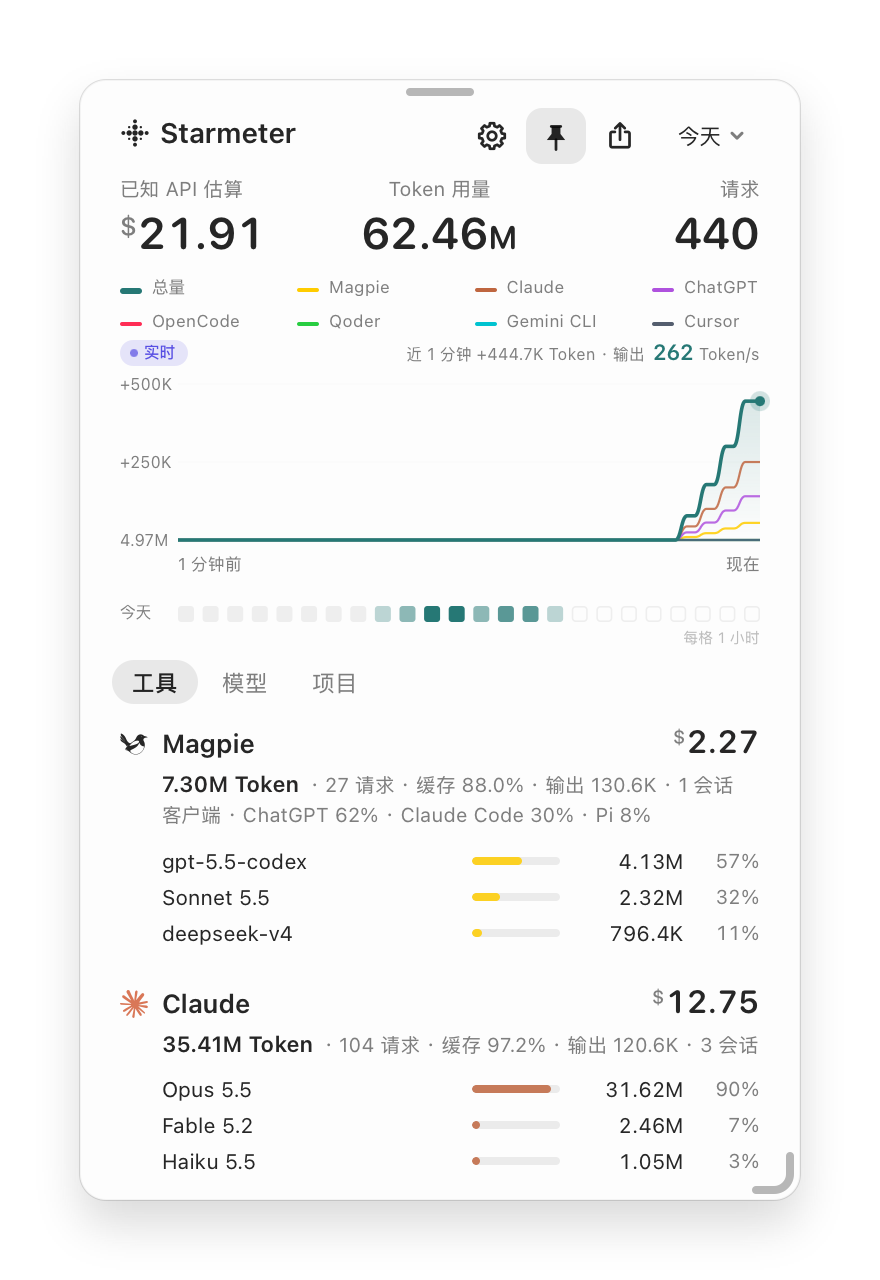 Starmeter 今天
已知 API 估算 Token 用量 请求
$21.91 62.46M 440
总量 Magpie Claude ChatGPT
OpenCode Qoder Gemini CLI Cursor
实时 近 1 分钟 +444.7K Token · 输出 262 Token/s
+500K
+250K
4.97M
1 分钟前 现在
今天
每格 1 小时
工具 模型 项目
Magpie $2.27
7.30M Token · 27 请求 · 缓存 88.0% · 输出 130.6K · 1 会话
客户端 · ChatGPT 62% · Claude Code 30% · Pi 8%
gpt-5.5-codex 4.13M 57%
Sonnet 5.5 2.32M 32%
deepseek-v4 796.4K 11%
Claude $12.75
35.41M Token · 104 请求 · 缓存 97.2% · 输出 120.6K · 3 会话
Opus 5.5 31.62M 90%
Fable 5.2 2.46M 7%
Haiku 5.5 1.05M 3%